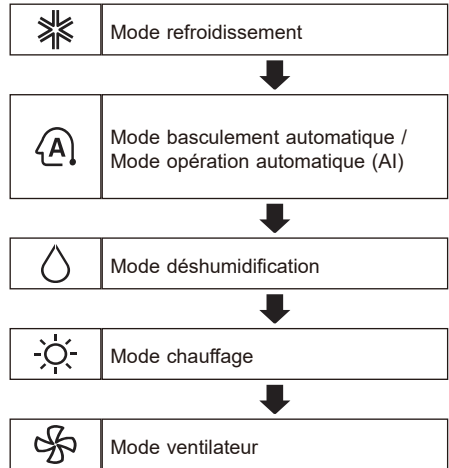 Mode refroidissement
A
Mode basculement automatique /
Mode opération automatique (AI)
Mode déshumidification
Mode chauffage
Mode ventilateur